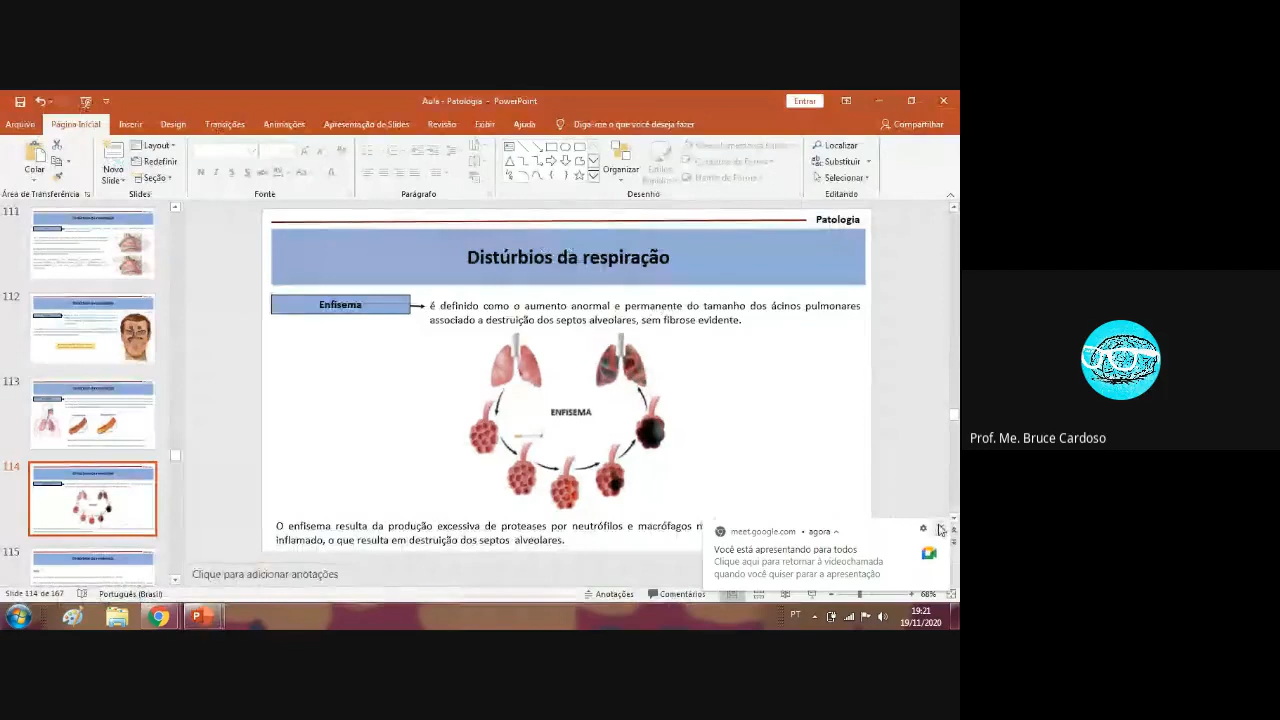 Aula - Patologia - PowerPoint
Entrar
Arquivo Página Inicial Inserir Design Transições Animações Apresentação de Slides Revisão Exibir Ajuda Diga-me o que você deseja fazer Compartilhar
Colar
Novo Slide
Layout
Redefinir
Seção
Organizar
Localizar
Substituir
Selecionar
Área de Transferência Slides Fonte Parágrafo Desenho Editando
111
112
113
114
115
Patologia
Distúrbios da respiração
Enfisema
é definido como o aumento anormal e permanente do tamanho dos ácinos pulmonares
associado a destruição dos septos alveolares, sem fibrose evidente.
ENFISEMA
O enfisema resulta da produção excessiva de proteases por neutrófilos e macrófagos n
inflamado, o que resulta em destruição dos septos alveolares.
meet.google.com • agora
Você está apresentando para todos
Clique aqui para retornar à videochamada
quando você quiser parar a apresentação
Clique para adicionar anotações
Slide 114 de 167 Português (Brasil) Anotações Comentários 68%
PT 19:21
19/11/2020
Prof. Me. Bruce Cardoso